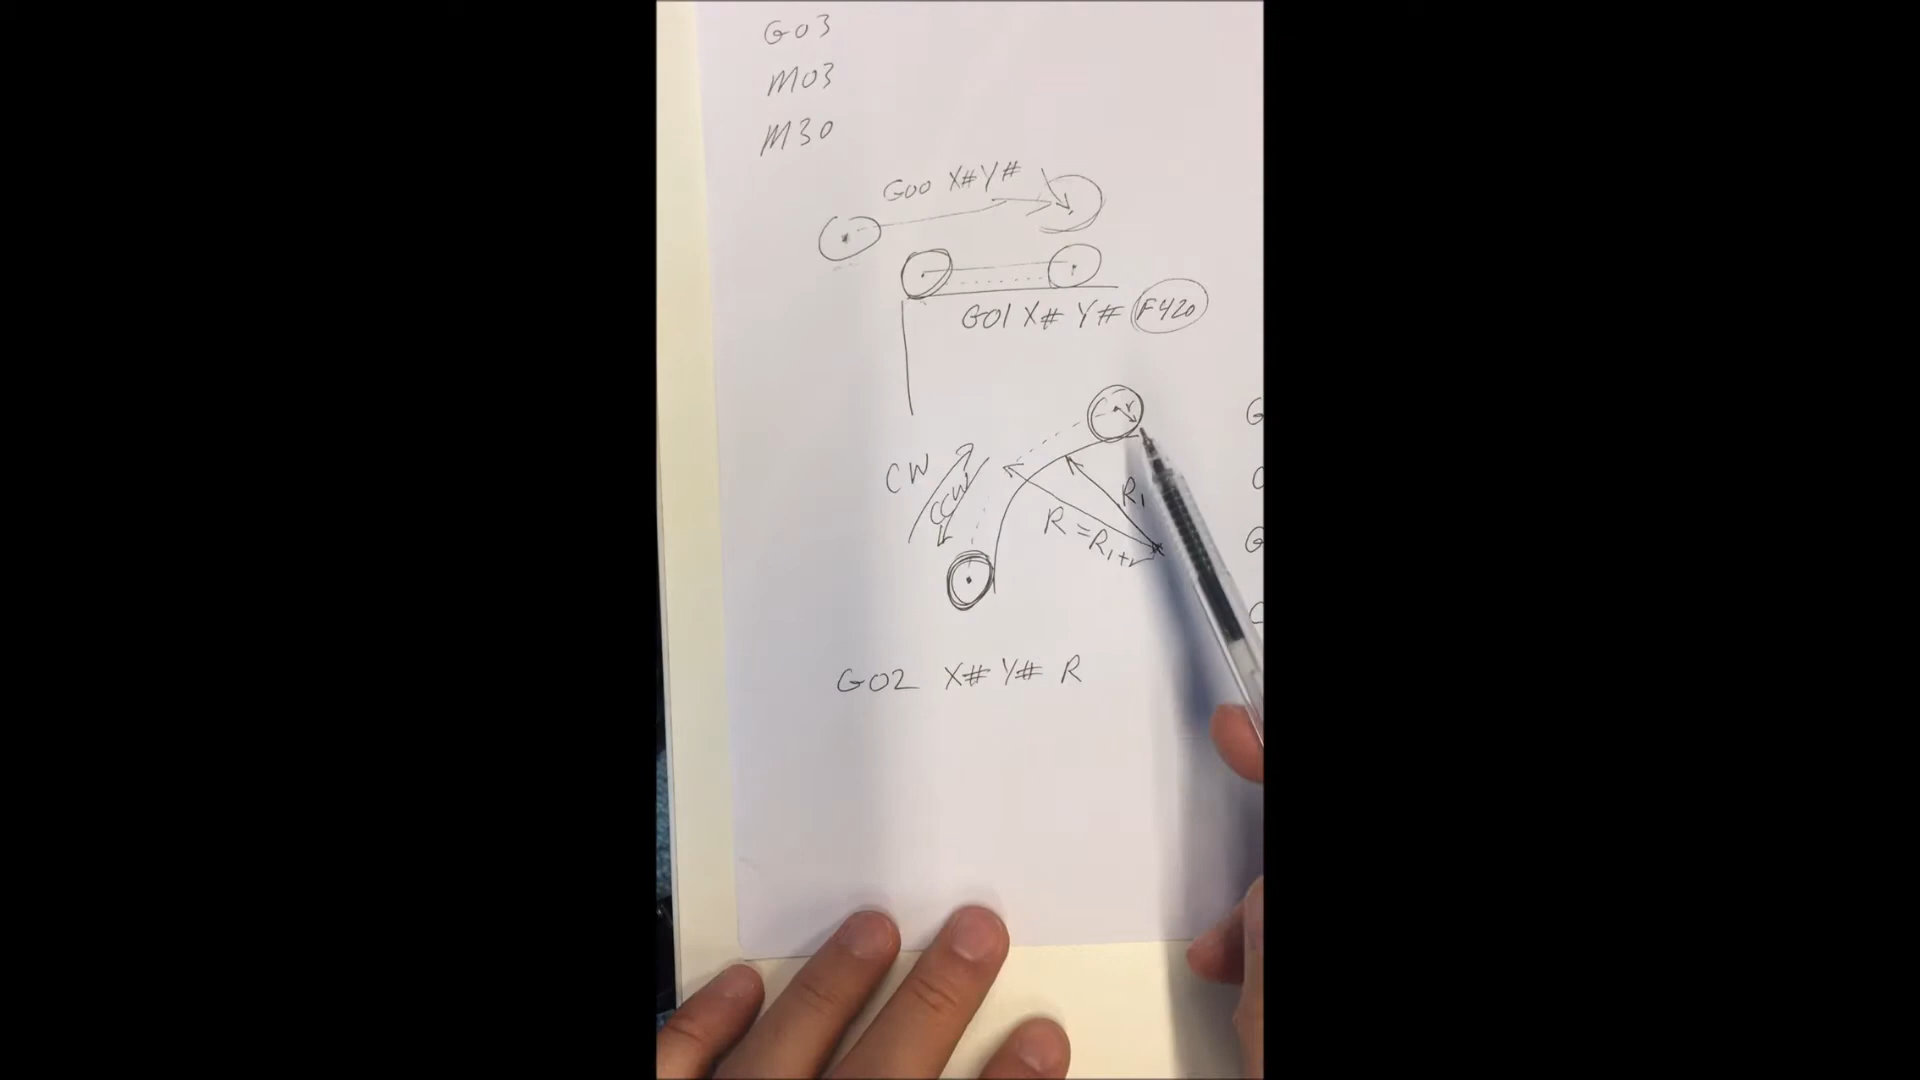 G03
M03
M30
G00 X# Y#
G01 X# Y# F420
r
CW
CCW
R1
R = R1+r
G02 X# Y# R